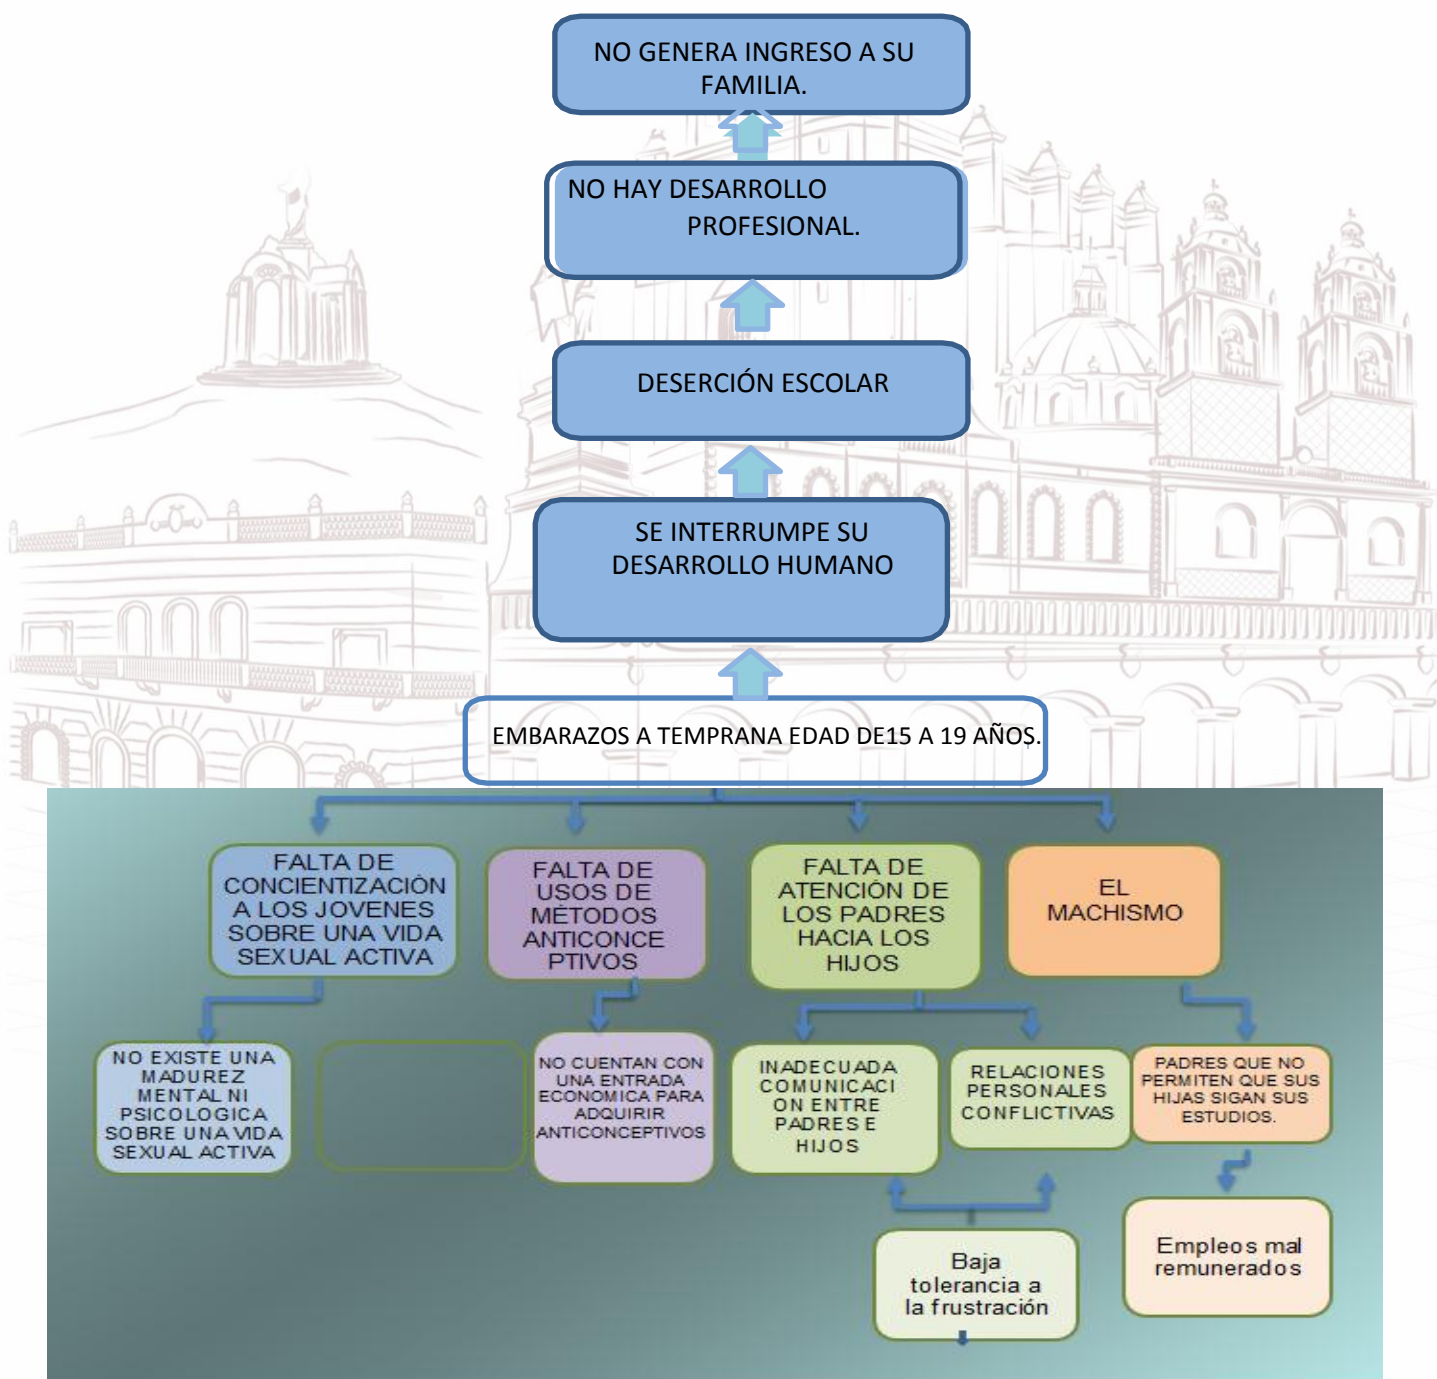 NO GENERA INGRESO A SU
FAMILIA.
NO HAY DESARROLLO
PROFESIONAL.
DESERCIÓN ESCOLAR
SE INTERRUMPE SU
DESARROLLO HUMANO
EMBARAZOS A TEMPRANA EDAD DE15 A 19 AÑOS.
FALTA DE
CONCIENTIZACIÓN
A LOS JOVENES
SOBRE UNA VIDA
SEXUAL ACTIVA
FALTA DE
USOS DE
MÉTODOS
ANTICONCE
PTIVOS
FALTA DE
ATENCIÓN DE
LOS PADRES
HACIA LOS
HIJOS
EL
MACHISMO
NO EXISTE UNA
MADUREZ
MENTAL NI
PSICOLOGICA
SOBRE UNA VIDA
SEXUAL ACTIVA
NO CUENTAN CON
UNA ENTRADA
ECONOMICA PARA
ADQUIRIR
ANTICONCEPTIVOS
INADECUADA
COMUNICACI
ON ENTRE
PADRES E
HIJOS
RELACIONES
PERSONALES
CONFLICTIVAS
PADRES QUE NO
PERMITEN QUE SUS
HIJAS SIGAN SUS
ESTUDIOS.
Baja
tolerancia a
la frustración
Empleos mal
remunerados